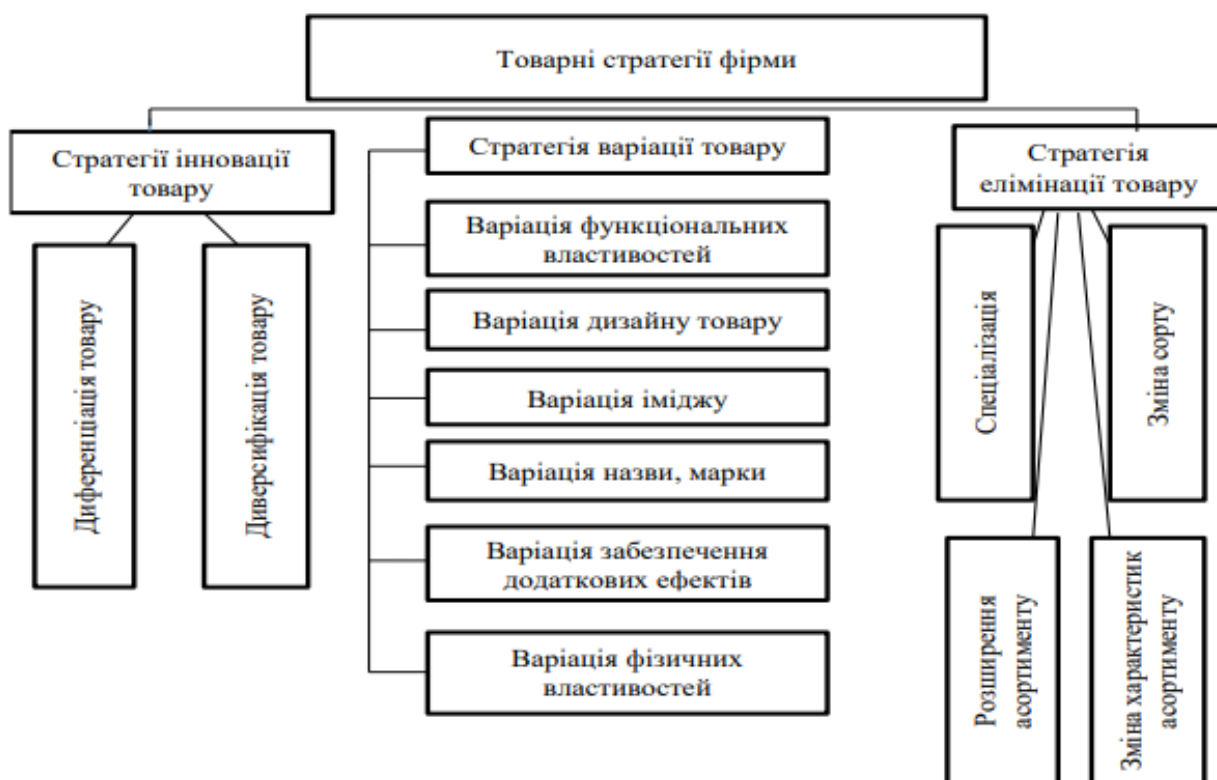 Товарні стратегії фірми
Стратегії інновації
товару
Диференціація товару
Диверсифікація товару
Стратегія варіації товару
Варіація функціональних
властивостей
Варіація дизайну товару
Варіація іміджу
Варіація назви, марки
Варіація забезпечення
додаткових ефектів
Варіація фізичних
властивостей
Стратегія
елімінації товару
Спеціалізація
Зміна сорту
Розширення
асортименту
Зміна характеристик
асортименту